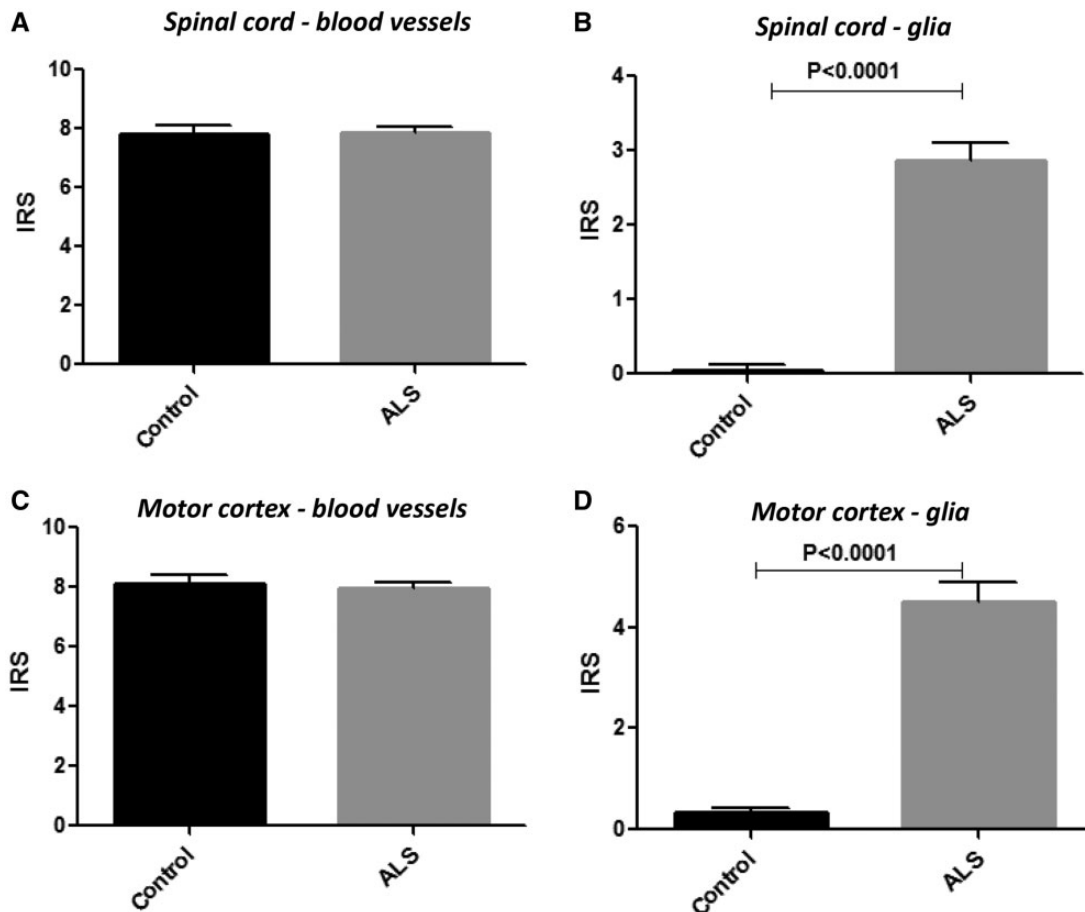 A
Spinal cord - blood vessels
10
8
6
4
2
0
IRS
Control
ALS
B
Spinal cord - glia
P<0.0001
4
3
2
1
0
IRS
Control
ALS
C
Motor cortex - blood vessels
10
8
6
4
2
0
IRS
Control
ALS
D
Motor cortex - glia
P<0.0001
6
4
2
0
IRS
Control
ALS